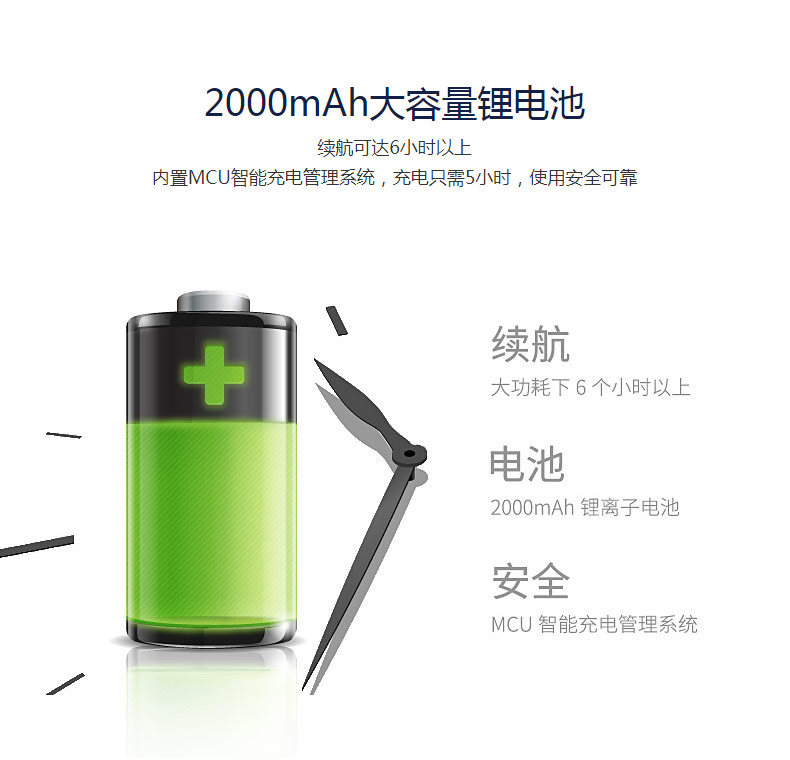 2000mAh大容量锂电池
续航可达6小时以上
内置MCU智能充电管理系统，充电只需5小时，使用安全可靠
续航
大功耗下 6 个小时以上
电池
2000mAh 锂离子电池
安全
MCU 智能充电管理系统